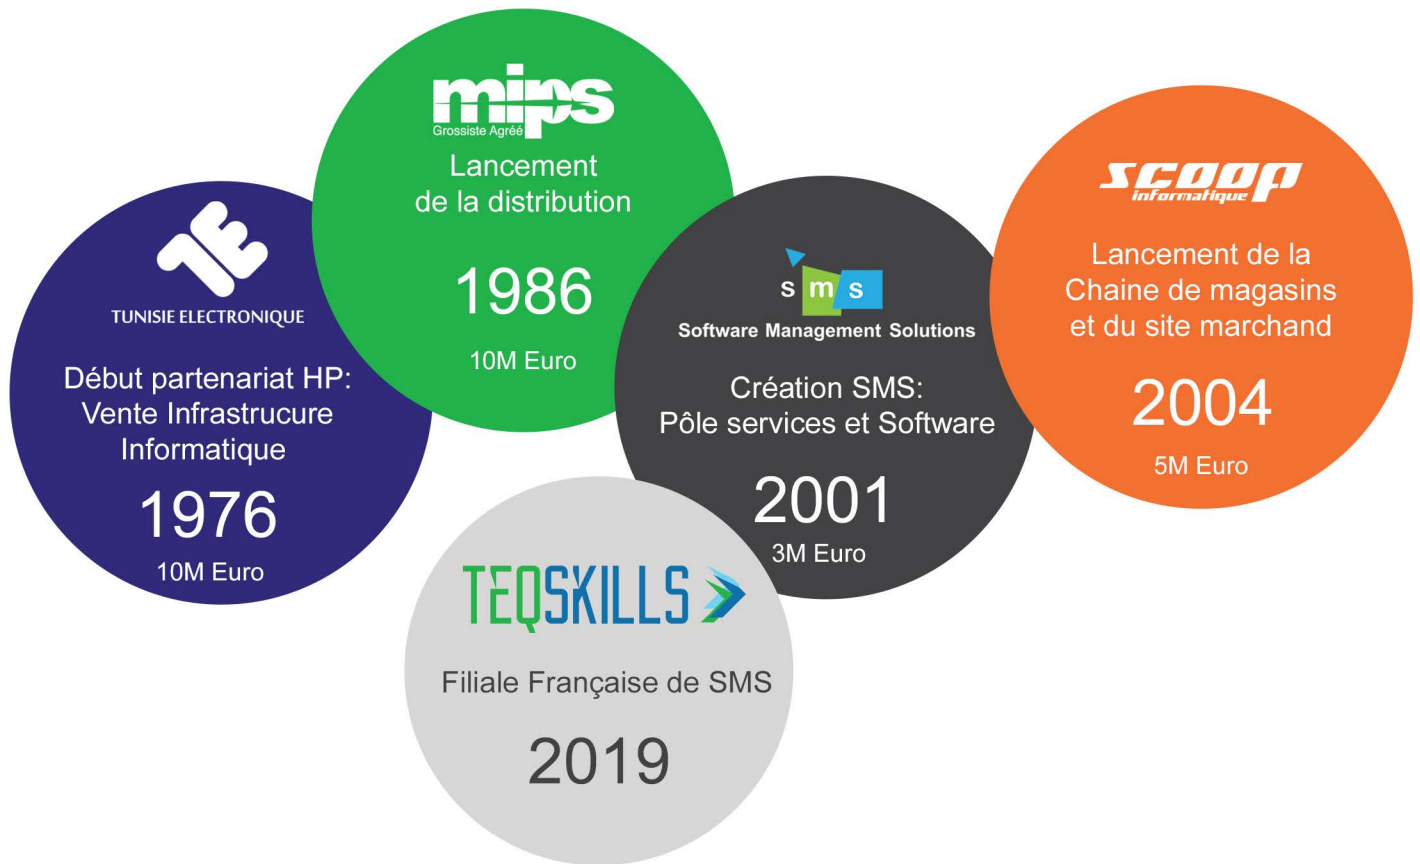 TUNISIE ELECTRONIQUE
Début partenariat HP:
Vente Infrastrucure
Informatique
1976
10M Euro
mips
Grossiste Agréé
Lancement
de la distribution
1986
10M Euro
sms
Software Management Solutions
Création SMS:
Pôle services et Software
2001
3M Euro
scoop
informatique
Lancement de la
Chaine de magasins
et du site marchand
2004
5M Euro
TEQSKILLS
Filiale Française de SMS
2019